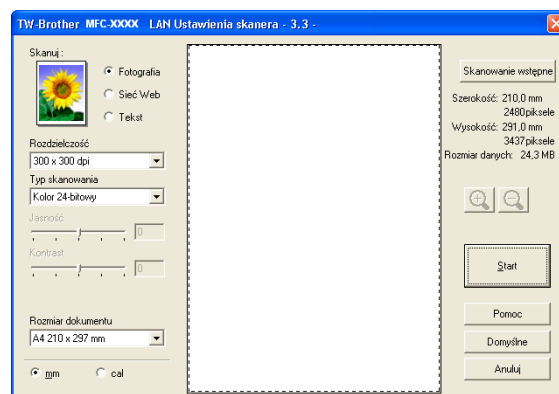 TW-Brother MFC-XXXX LAN Ustawienia skanera - 3.3 -
Skanuj :
Fotografia
Sieć Web
Tekst
Rozdzielczość
300 x 300 dpi
Typ skanowania
Kolor 24-bitowy
Jasność
0
Kontrast
0
Rozmiar dokumentu
A4 210 x 297 mm
mm
cal
Skanowanie wstępne
Szerokość: 210,0 mm
2480piksele
Wysokość: 291,0 mm
3437piksele
Rozmiar danych: 24,3 MB
Start
Pomoc
Domyślne
Anuluj